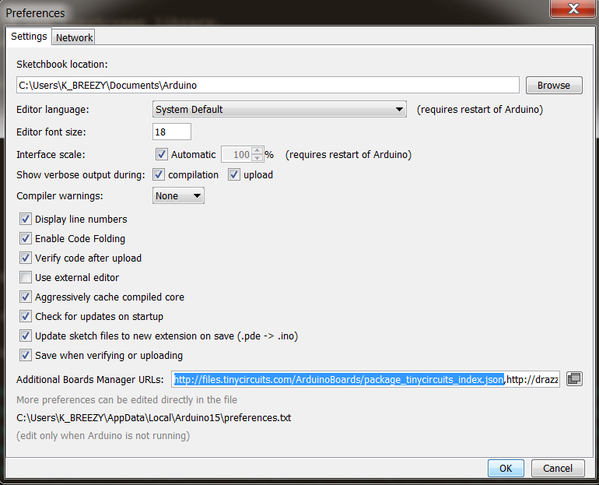 Preferences
Settings Network
Sketchbook location:
C:\Users\K_BREEZY\Documents\Arduino Browse
Editor language: System Default (requires restart of Arduino)
Editor font size: 18
Interface scale: Automatic 100 % (requires restart of Arduino)
Show verbose output during: compilation upload
Compiler warnings: None
Display line numbers
Enable Code Folding
Verify code after upload
Use external editor
Aggressively cache compiled core
Check for updates on startup
Update sketch files to new extension on save (.pde -> .ino)
Save when verifying or uploading
Additional Boards Manager URLs: http://files.tinycircuits.com/ArduinoBoards/package_tinycircuits_index.json,http://draz
More preferences can be edited directly in the file
C:\Users\K_BREEZY\AppData\Local\Arduino15\preferences.txt
(edit only when Arduino is not running)
OK Cancel